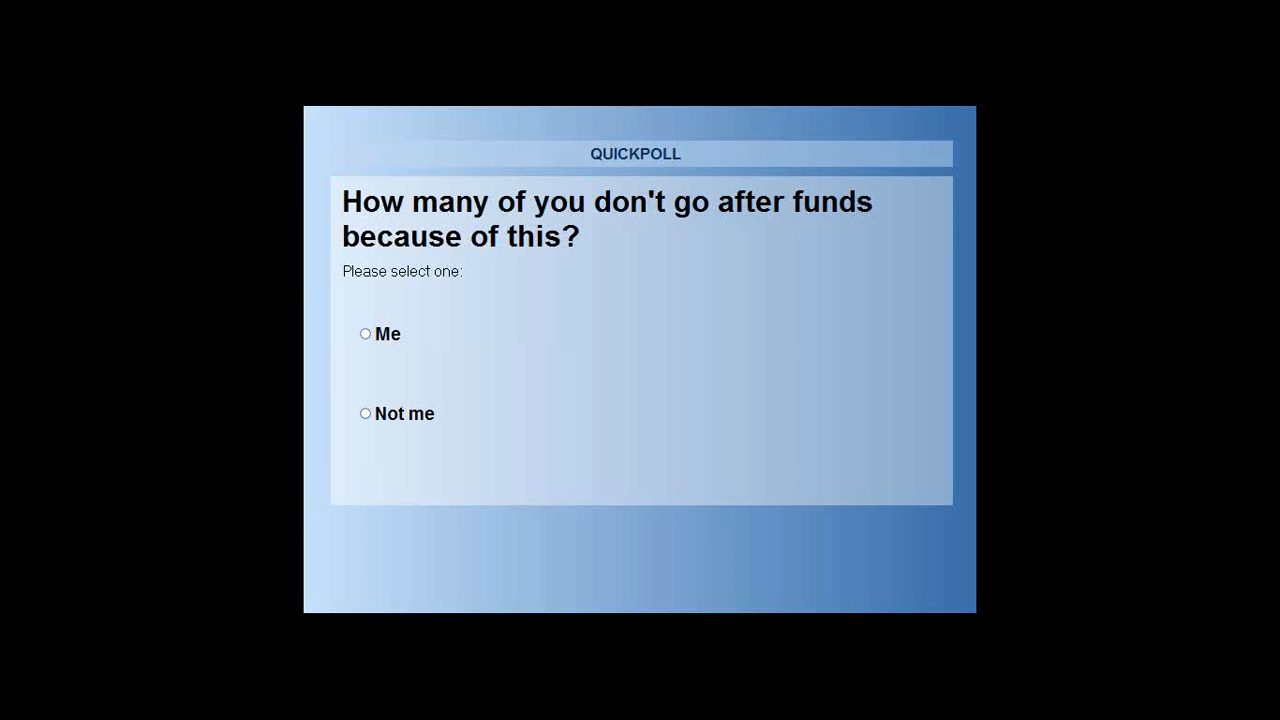 QUICKPOLL
How many of you don't go after funds
because of this?
Please select one:
Me
Not me